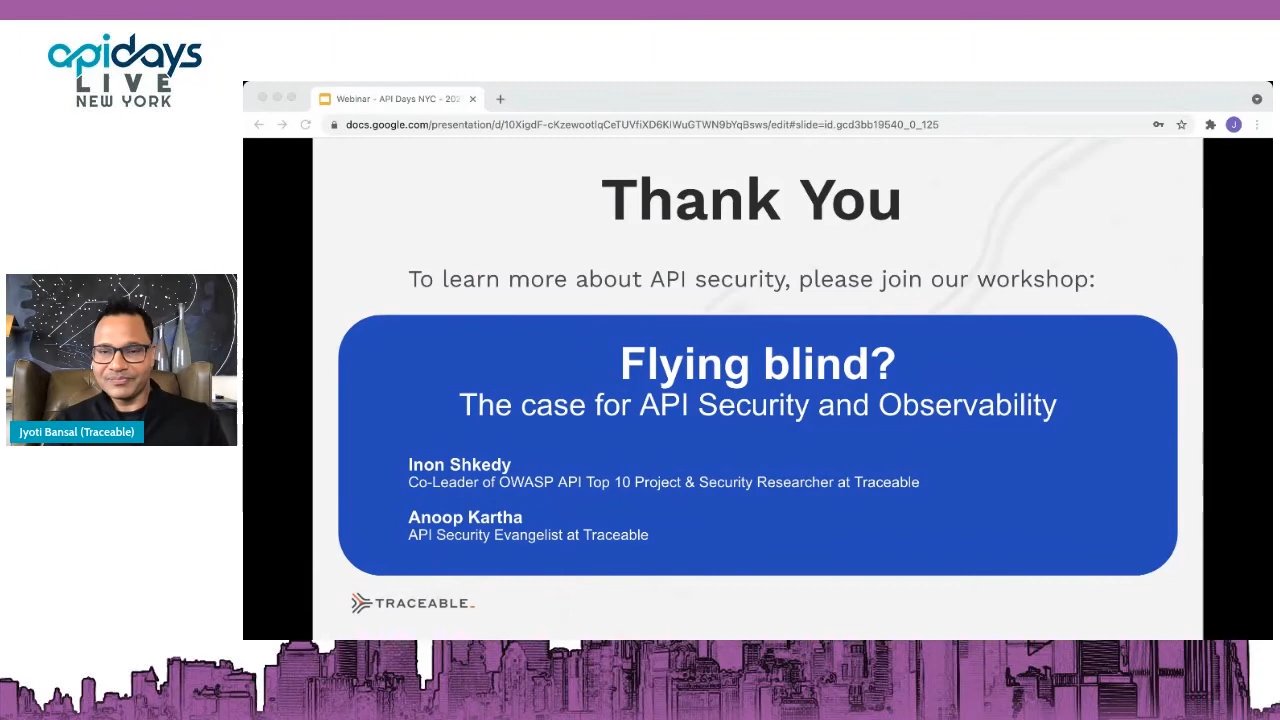 apidays
LIVE
NEW YORK
Webinar - API Days NYC - 202
docs.google.com/presentation/d/10XigdF-cKzewootIqCeTUVfiXD6KIWuGTWN9bYqBsws/edit#slide=id.gcd3bb19540_0_125
J
Thank You
To learn more about API security, please join our workshop:
Flying blind?
The case for API Security and Observability
Inon Shkedy
Co-Leader of OWASP API Top 10 Project & Security Researcher at Traceable
Anoop Kartha
API Security Evangelist at Traceable
TRACEABLE_
Jyoti Bansal (Traceable)